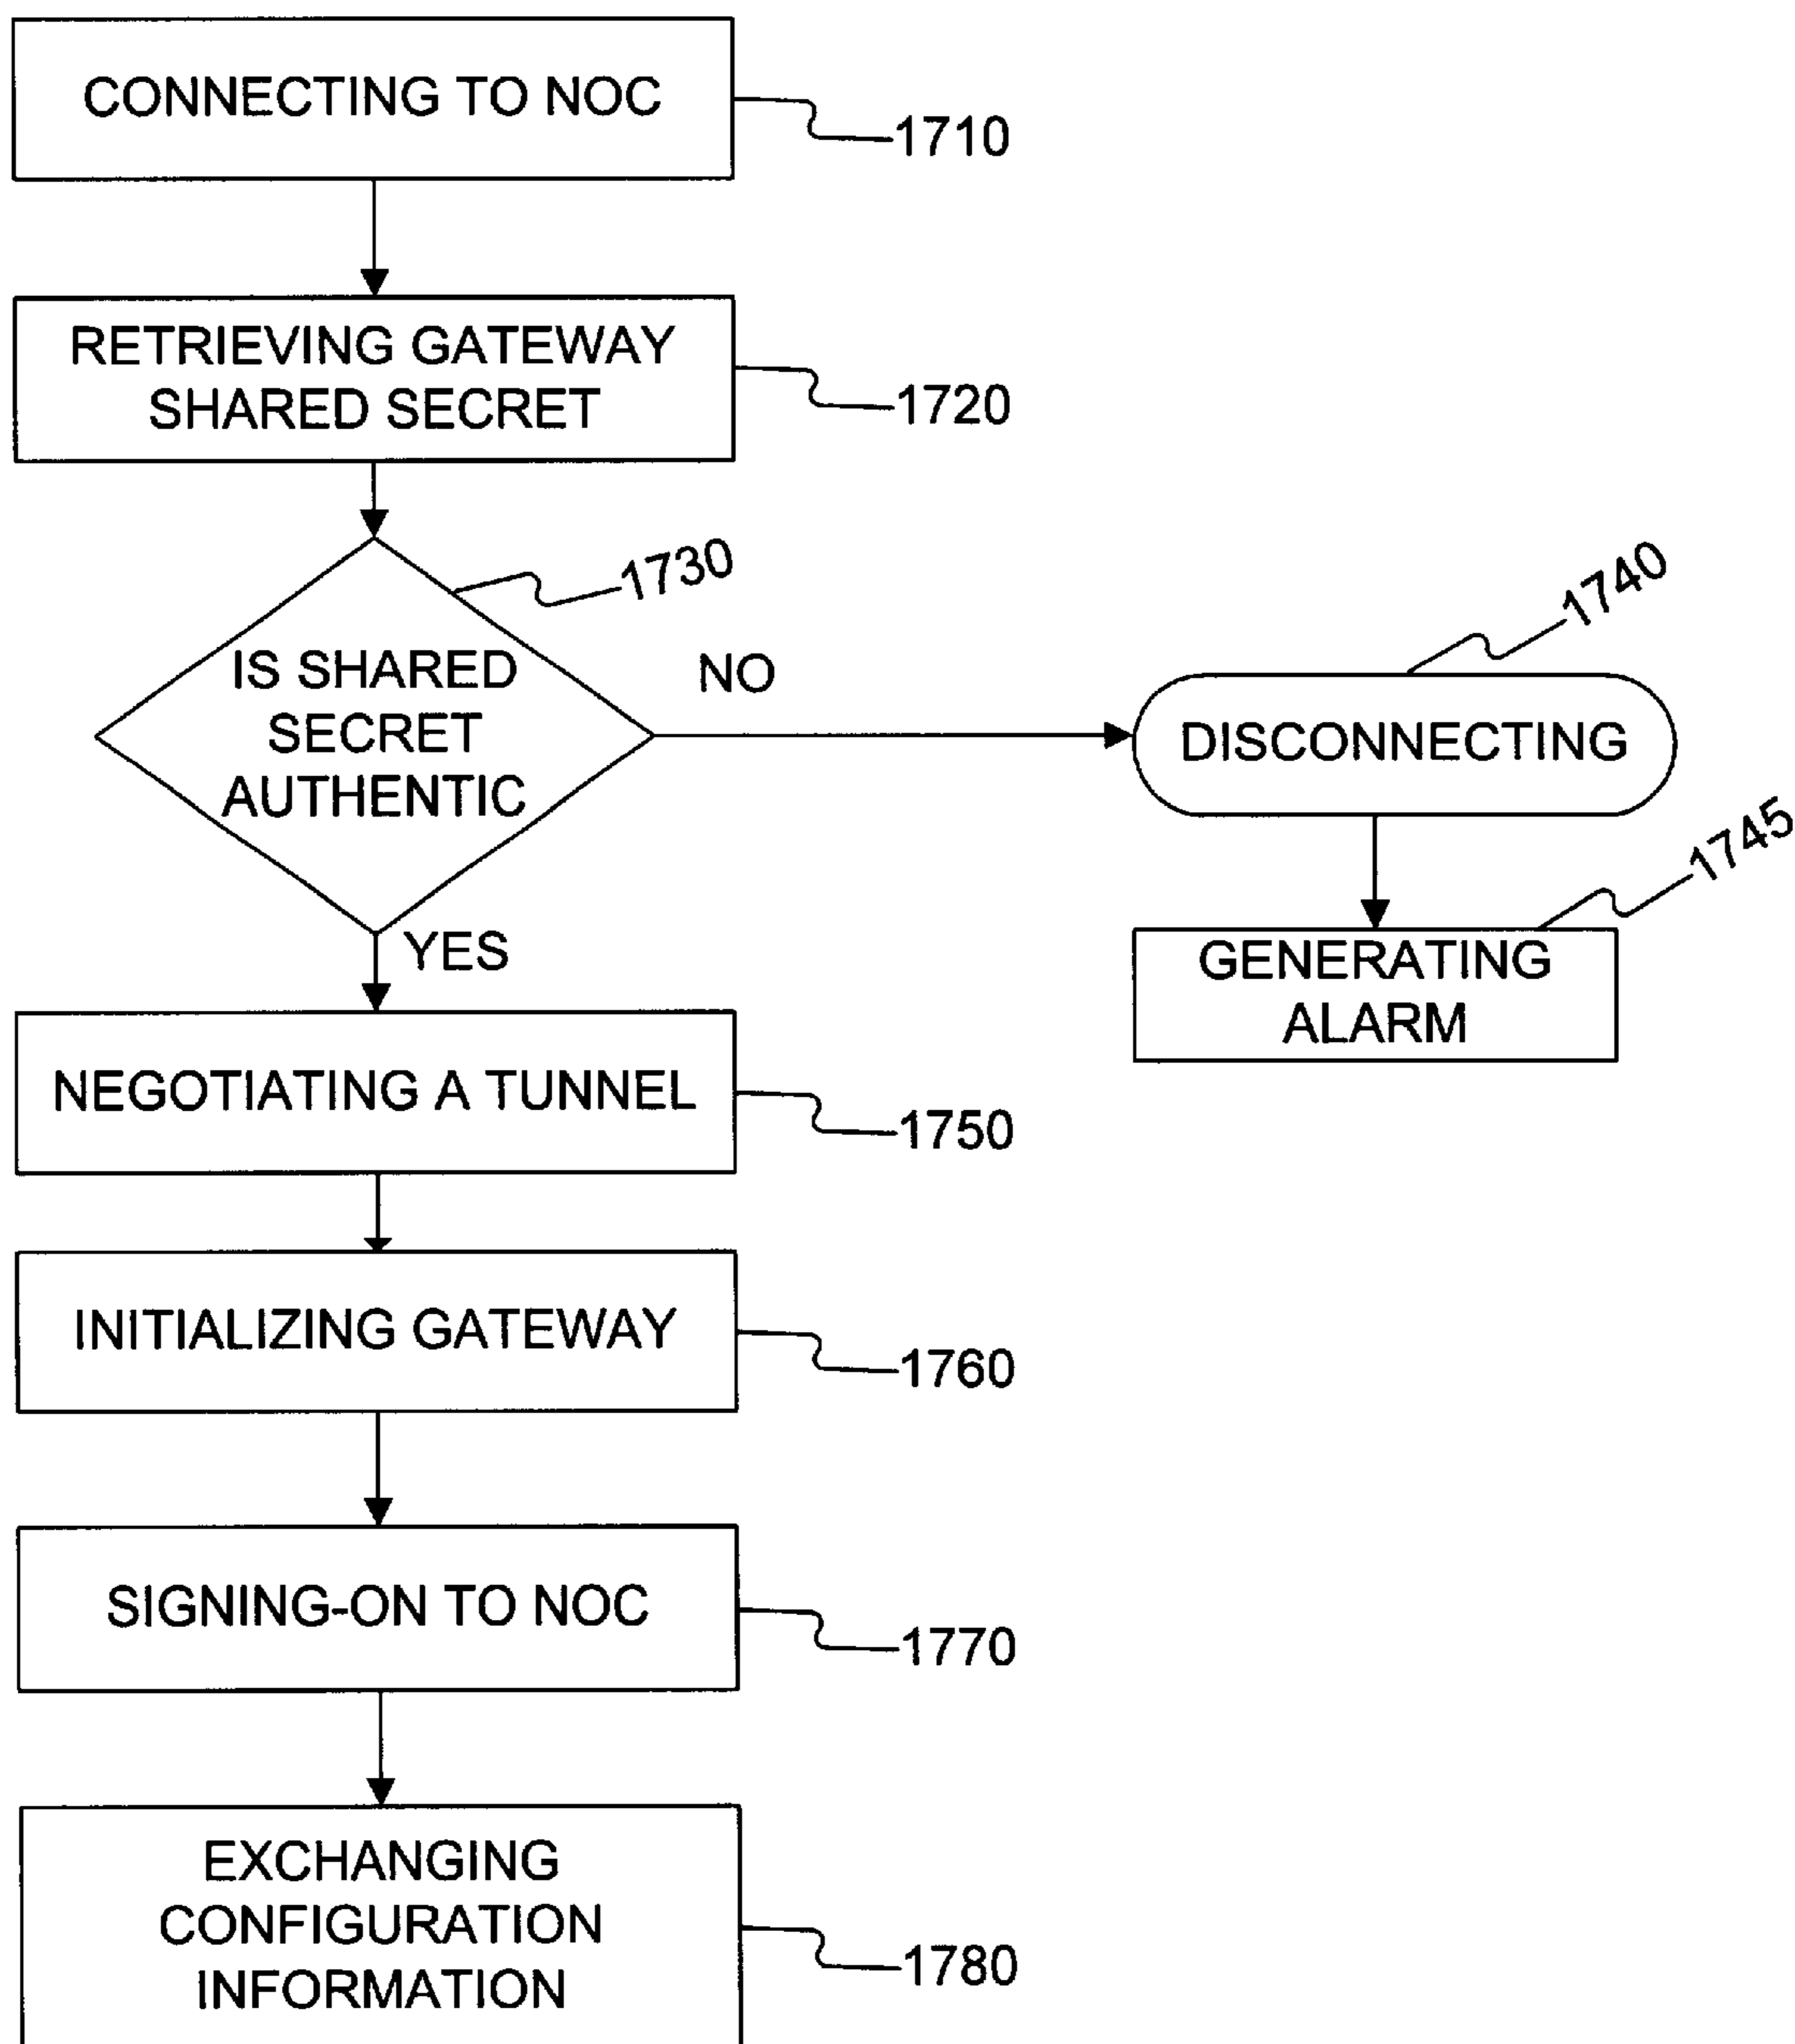 CONNECTING TO NOC
1710
RETRIEVING GATEWAY
SHARED SECRET
1720
1730
IS SHARED
SECRET
AUTHENTIC
NO
1740
DISCONNECTING
1745
GENERATING
ALARM
YES
NEGOTIATING A TUNNEL
1750
INITIALIZING GATEWAY
1760
SIGNING-ON TO NOC
1770
EXCHANGING
CONFIGURATION
INFORMATION
1780